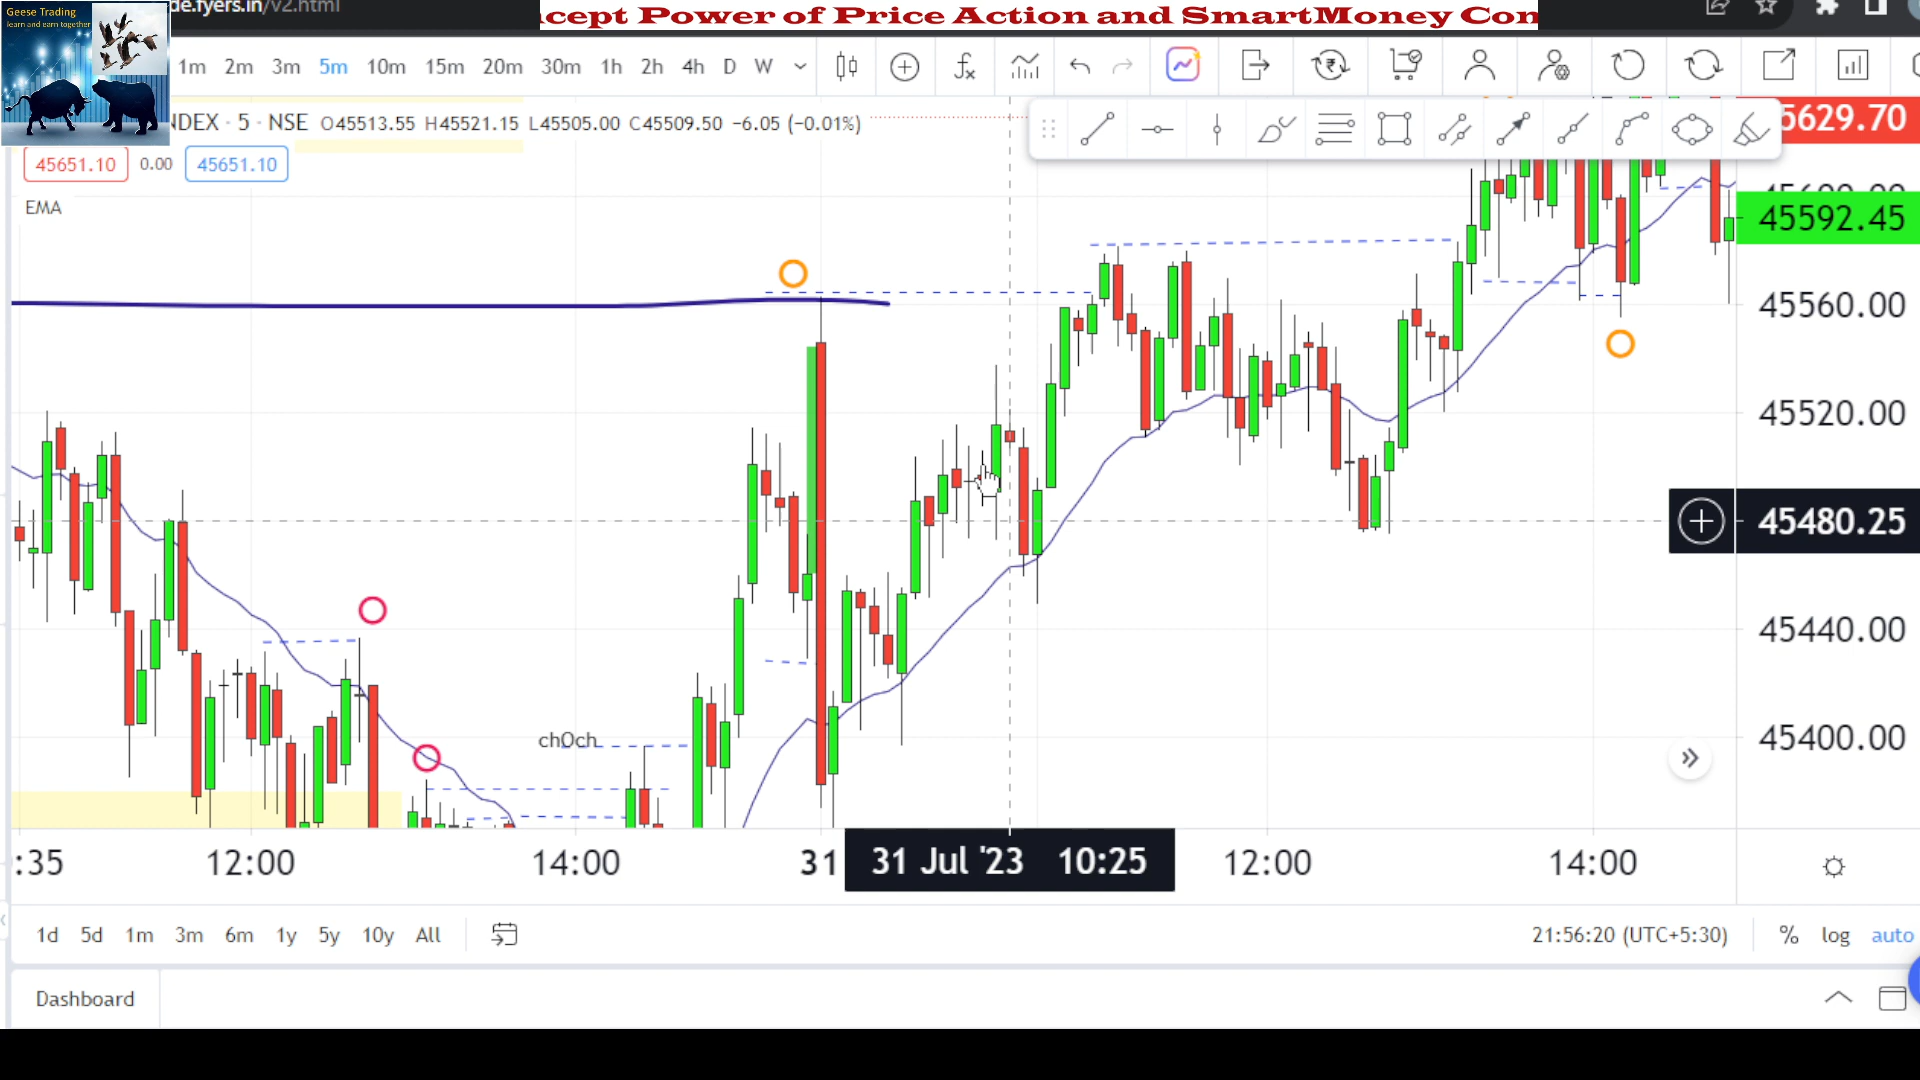 Geese Trading
learn and earn together
de.fyers.in/v2.html
ncept Power of Price Action and SmartMoney Con
1m 2m 3m 5m 10m 15m 20m 30m 1h 2h 4h D W
NDEX · 5 · NSE O45513.55 H45521.15 L45505.00 C45509.50 −6.05 (−0.01%)
45651.10 0.00 45651.10
EMA
5629.70
45592.45
45560.00
45520.00
45480.25
45440.00
chOch
45400.00
:35 12:00 14:00 31 31 Jul '23 10:25 12:00 14:00
1d 5d 1m 3m 6m 1y 5y 10y All
21:56:20 (UTC+5:30) % log auto
Dashboard